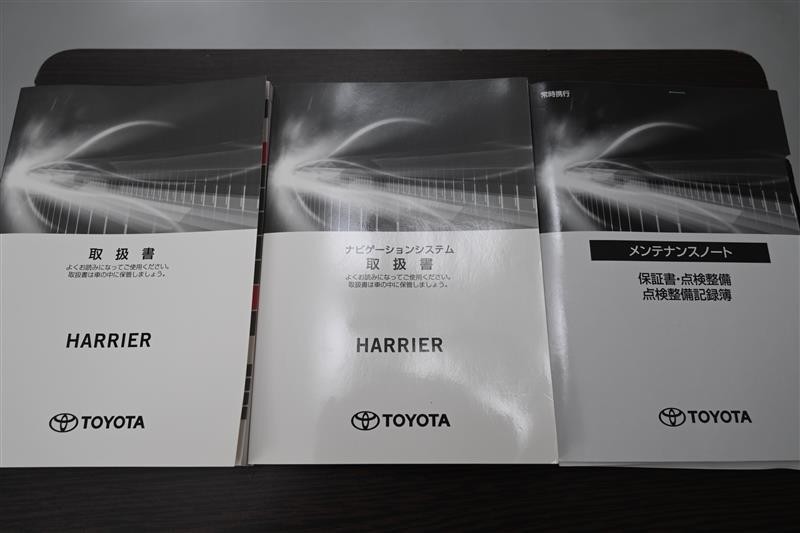 取扱書
よくお読みになってご使用ください。
取扱書は車の中に保管しましょう。
HARRIER
TOYOTA
ナビゲーションシステム
取扱書
よくお読みになってご使用ください。
取扱書は車の中に保管しましょう。
HARRIER
TOYOTA
常時携行
メンテナンスノート
保証書・点検整備
点検整備記録簿
TOYOTA